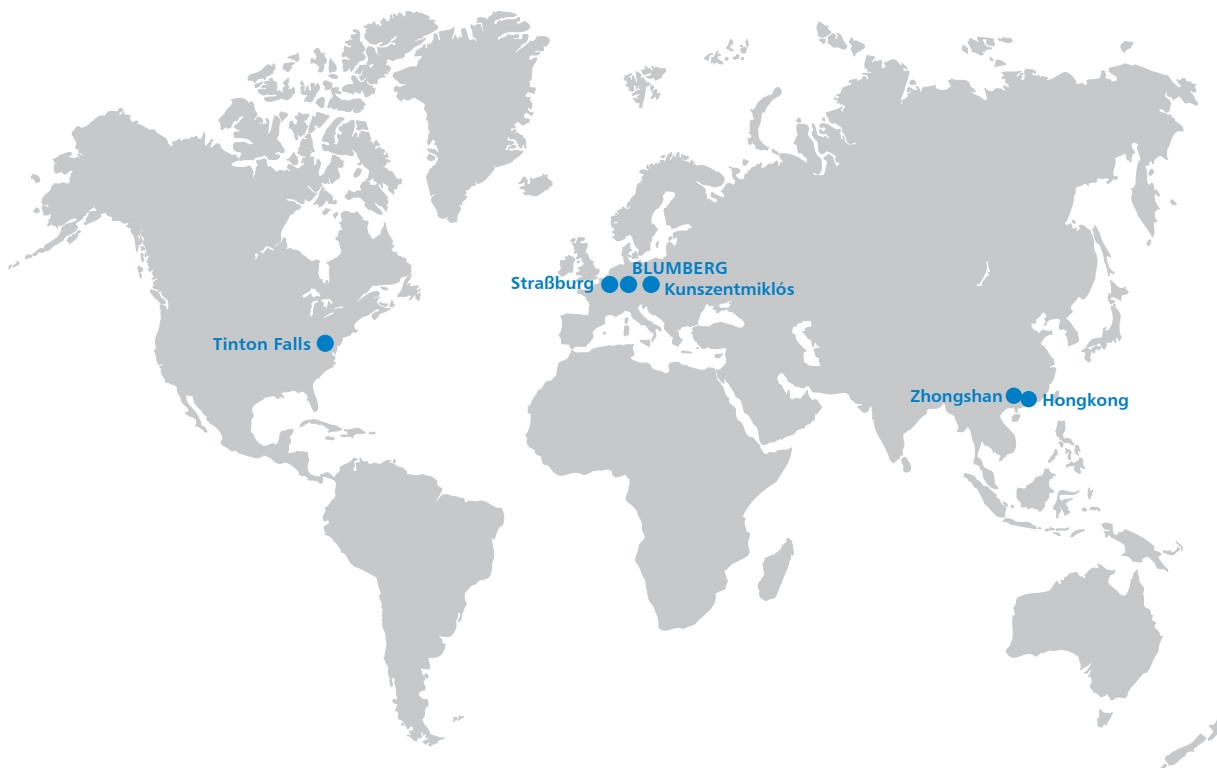 BLUMBERG
Straßburg
Kunszentmiklós
Tinton Falls
Zhongshan
Hongkong